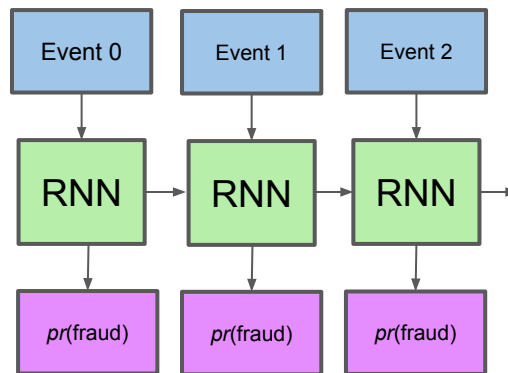 Event 0
Event 1
Event 2
RNN
RNN
RNN
pr(fraud)
pr(fraud)
pr(fraud)